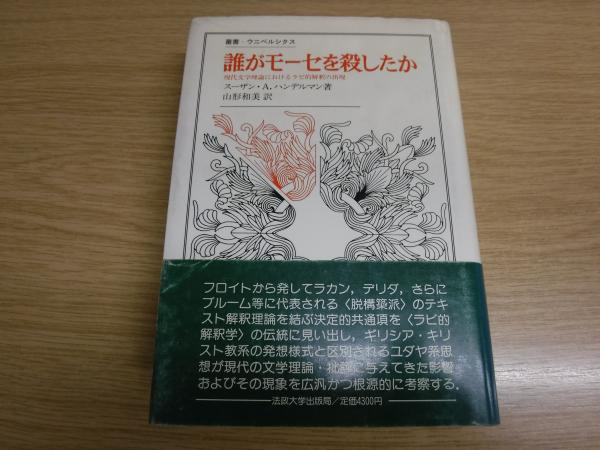 叢書・ウニベルシタス
誰がモーセを殺したか
現代文学理論におけるラビ的解釈の出現
スーザン・A. ハンデルマン著
山形和美 訳
フロイトから発してラカン，デリダ，さらに
ブルーム等に代表される〈脱構築派〉のテキ
スト解釈理論を結ぶ決定的共通項を〈ラビ的
解釈学〉の伝統に見い出し，ギリシア・キリ
スト教系の発想様式と区別されるユダヤ系思
想が現代の文学理論・批評に与えてきた影響
およびその現象を広汎かつ根源的に考察する．
法政大学出版局／定価4300円